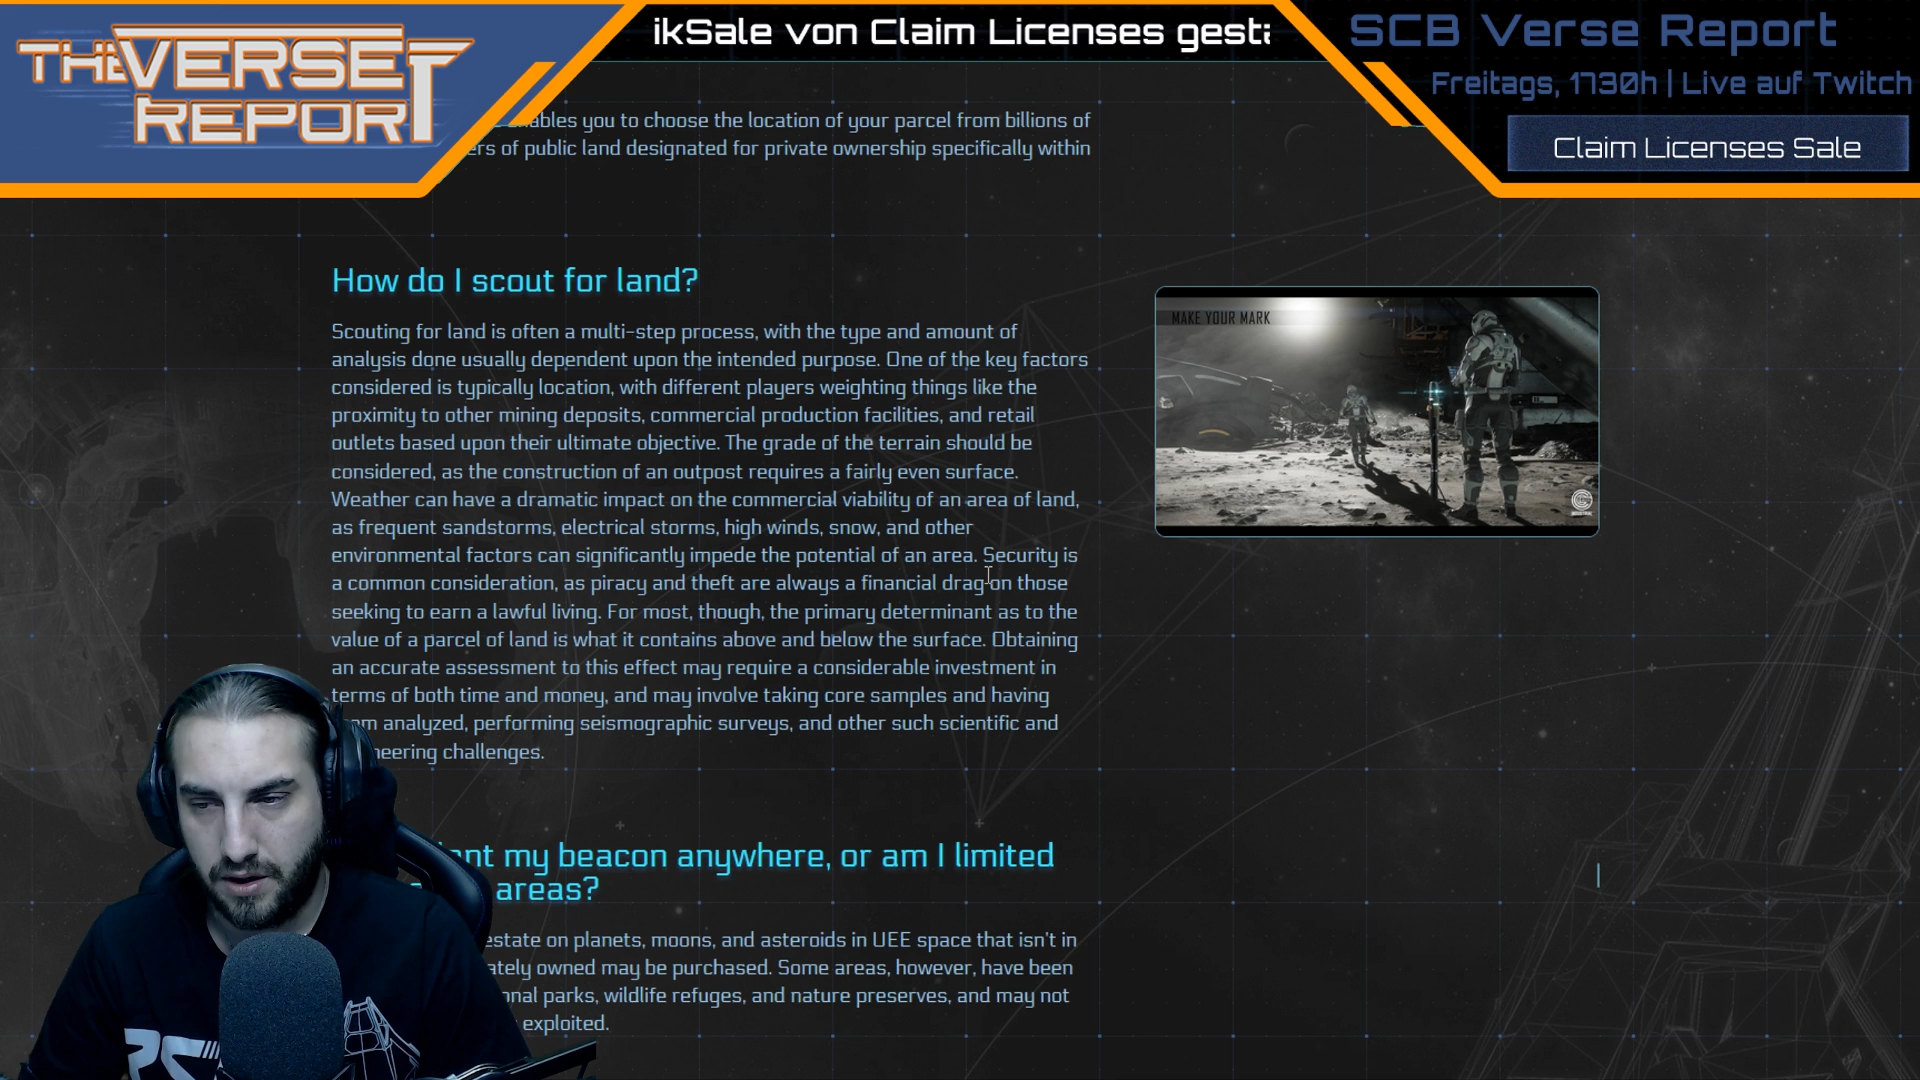 THE VERSE REPORT
ikSale von Claim Licenses gest
SCB Verse Report
Freitags, 1730h | Live auf Twitch
Claim Licenses Sale
you to choose the location of your parcel from billions of
of public land designated for private ownership specifically within
How do I scout for land?
Scouting for land is often a multi-step process, with the type and amount of
analysis done usually dependent upon the intended purpose. One of the key factors
considered is typically location, with different players weighting things like the
proximity to other mining deposits, commercial production facilities, and retail
outlets based upon their ultimate objective. The grade of the terrain should be
considered, as the construction of an outpost requires a fairly even surface.
Weather can have a dramatic impact on the commercial viability of an area of land,
as frequent sandstorms, electrical storms, high winds, snow, and other
environmental factors can significantly impede the potential of an area. Security is
a common consideration, as piracy and theft are always a financial drag on those
seeking to earn a lawful living. For most, though, the primary determinant as to the
value of a parcel of land is what it contains above and below the surface. Obtaining
an accurate assessment to this effect may require a considerable investment in
terms of both time and money, and may involve taking core samples and having
analyzed, performing seismographic surveys, and other such scientific and
neering challenges.
MAKE YOUR MARK
my beacon anywhere, or am I limited
areas?
estate on planets, moons, and asteroids in UEE space that isn't in
ately owned may be purchased. Some areas, however, have been
onal parks, wildlife refuges, and nature preserves, and may not
exploited.